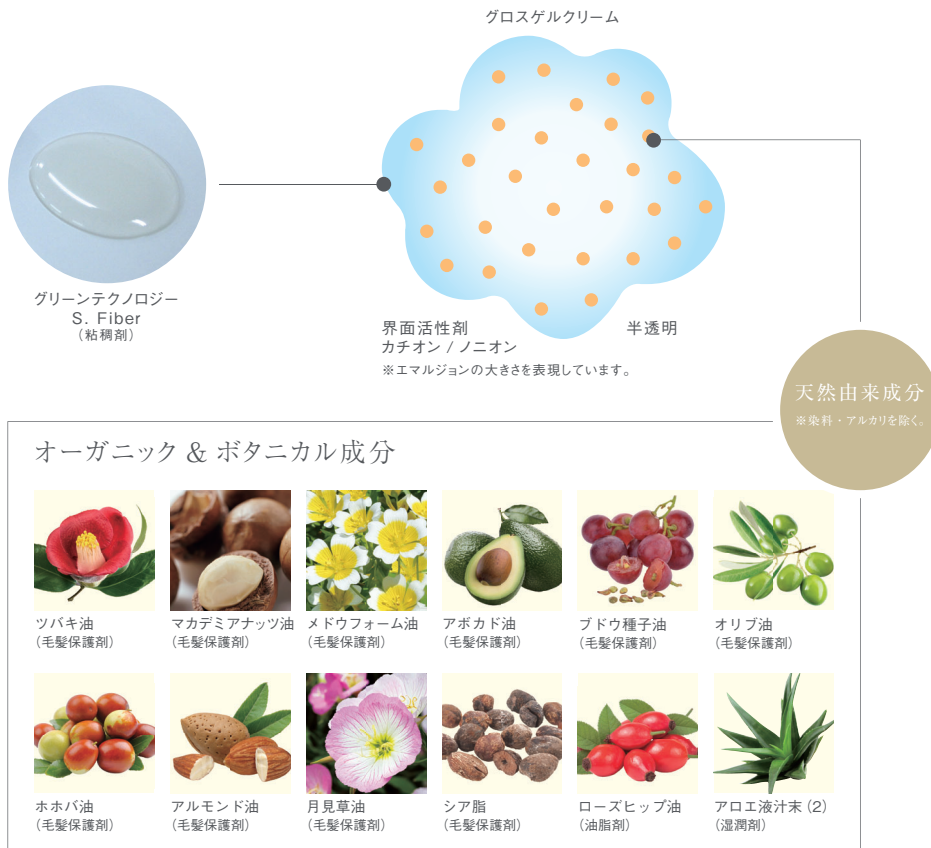 グロスゲルクリーム
グリーンテクノロジー
S. Fiber
（粘稠剤）
界面活性剤
カチオン / ノニオン
半透明
※エマルジョンの大きさを表現しています。
天然由来成分
※染料・アルカリを除く。
オーガニック & ボタニカル成分
ツバキ油
（毛髪保護剤）
マカデミアナッツ油
（毛髪保護剤）
メドウフォーム油
（毛髪保護剤）
アボカド油
（毛髪保護剤）
ブドウ種子油
（毛髪保護剤）
オリブ油
（毛髪保護剤）
ホホバ油
（毛髪保護剤）
アルモンド油
（毛髪保護剤）
月見草油
（毛髪保護剤）
シア脂
（毛髪保護剤）
ローズヒップ油
（油脂剤）
アロエ液汁末（2）
（湿潤剤）